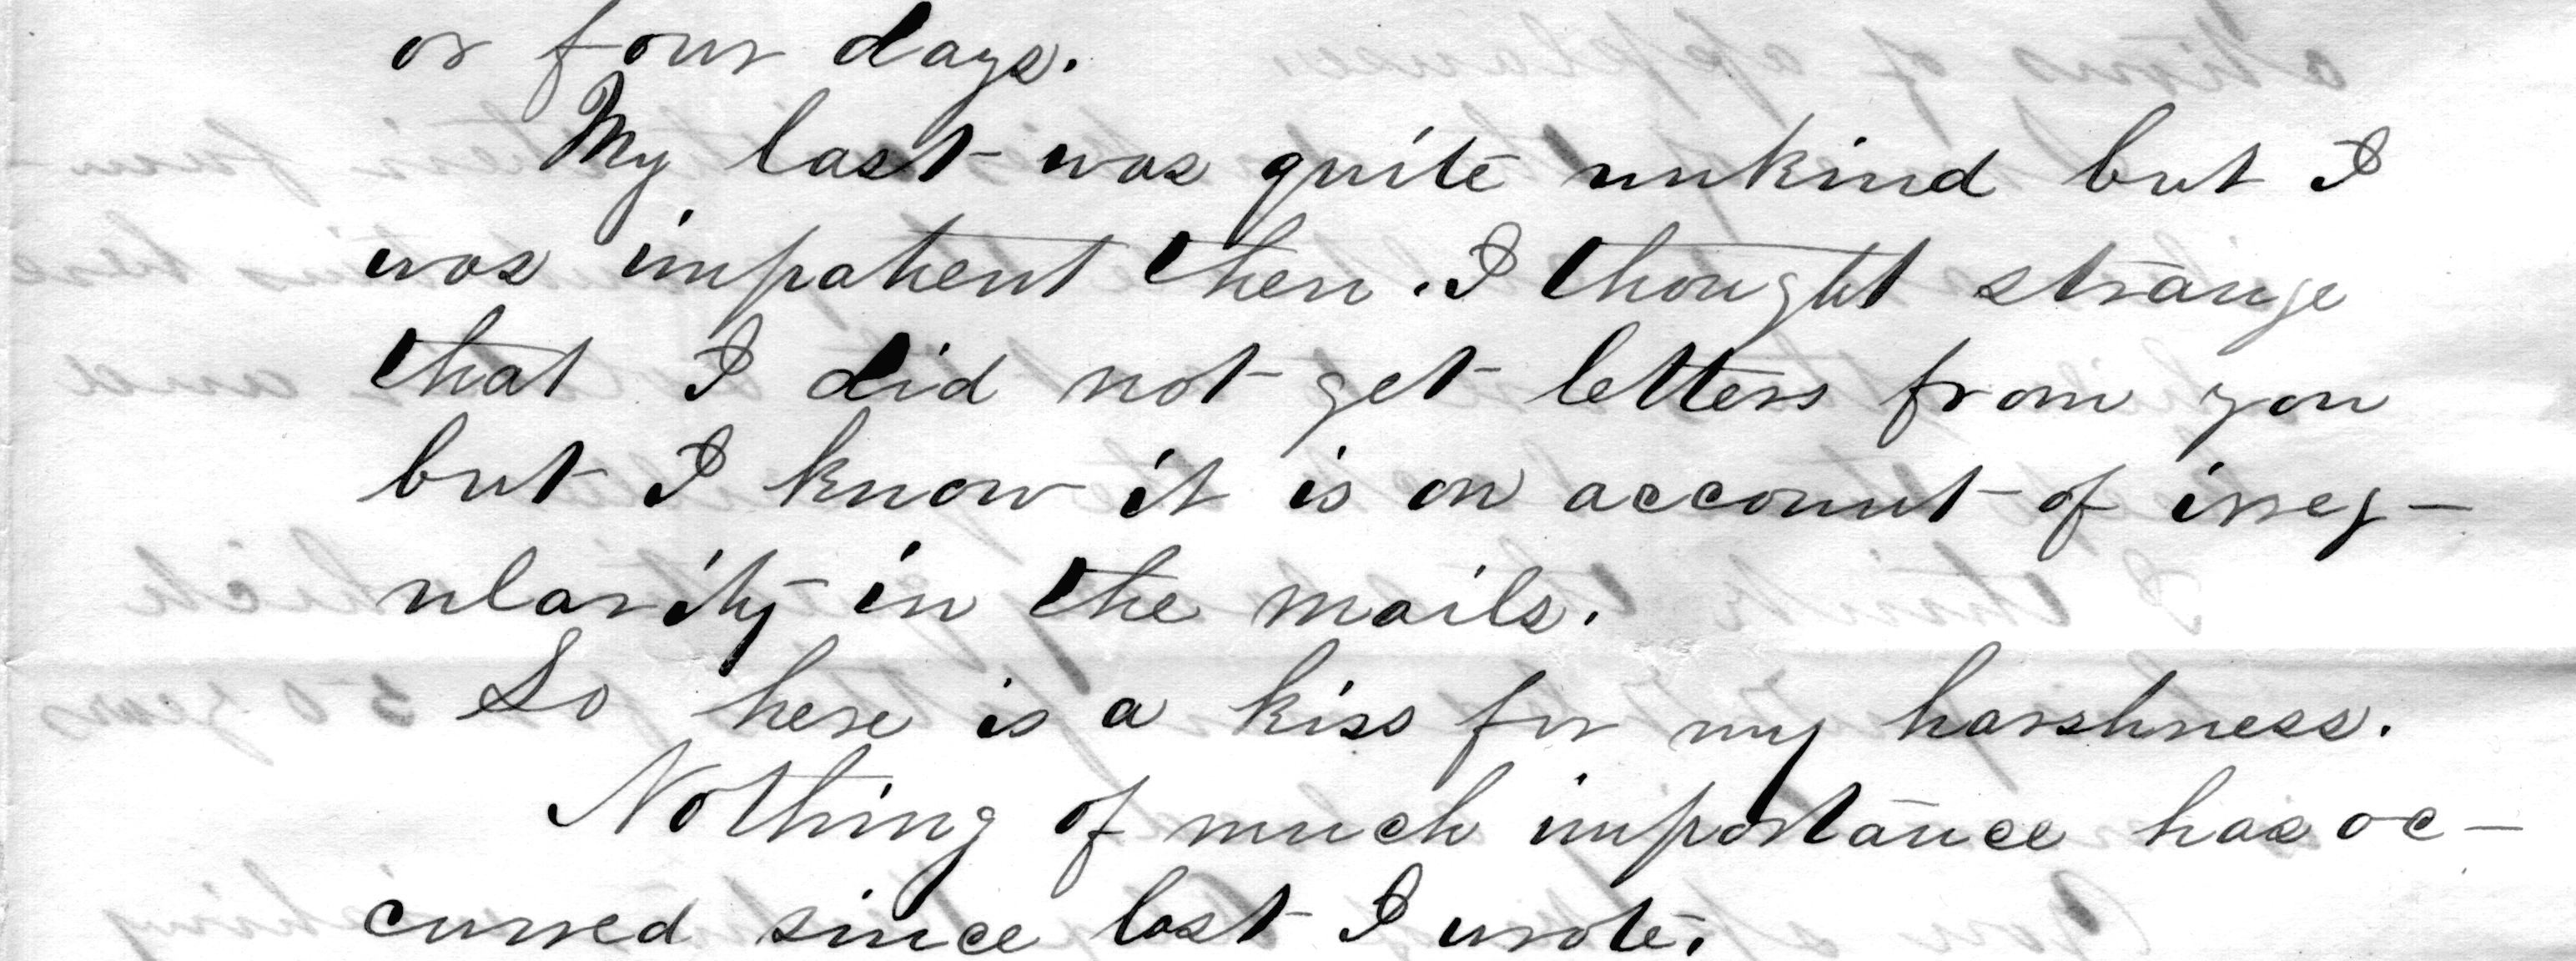 or four days.
My last was quite unkind but I
was impatient then. I thought strange
that I did not get letters from you
but I know it is on account of irreg-
ularity in the mails.
So here is a kiss for my harshness.
Nothing of much importance has oc-
curred since last I wrote.